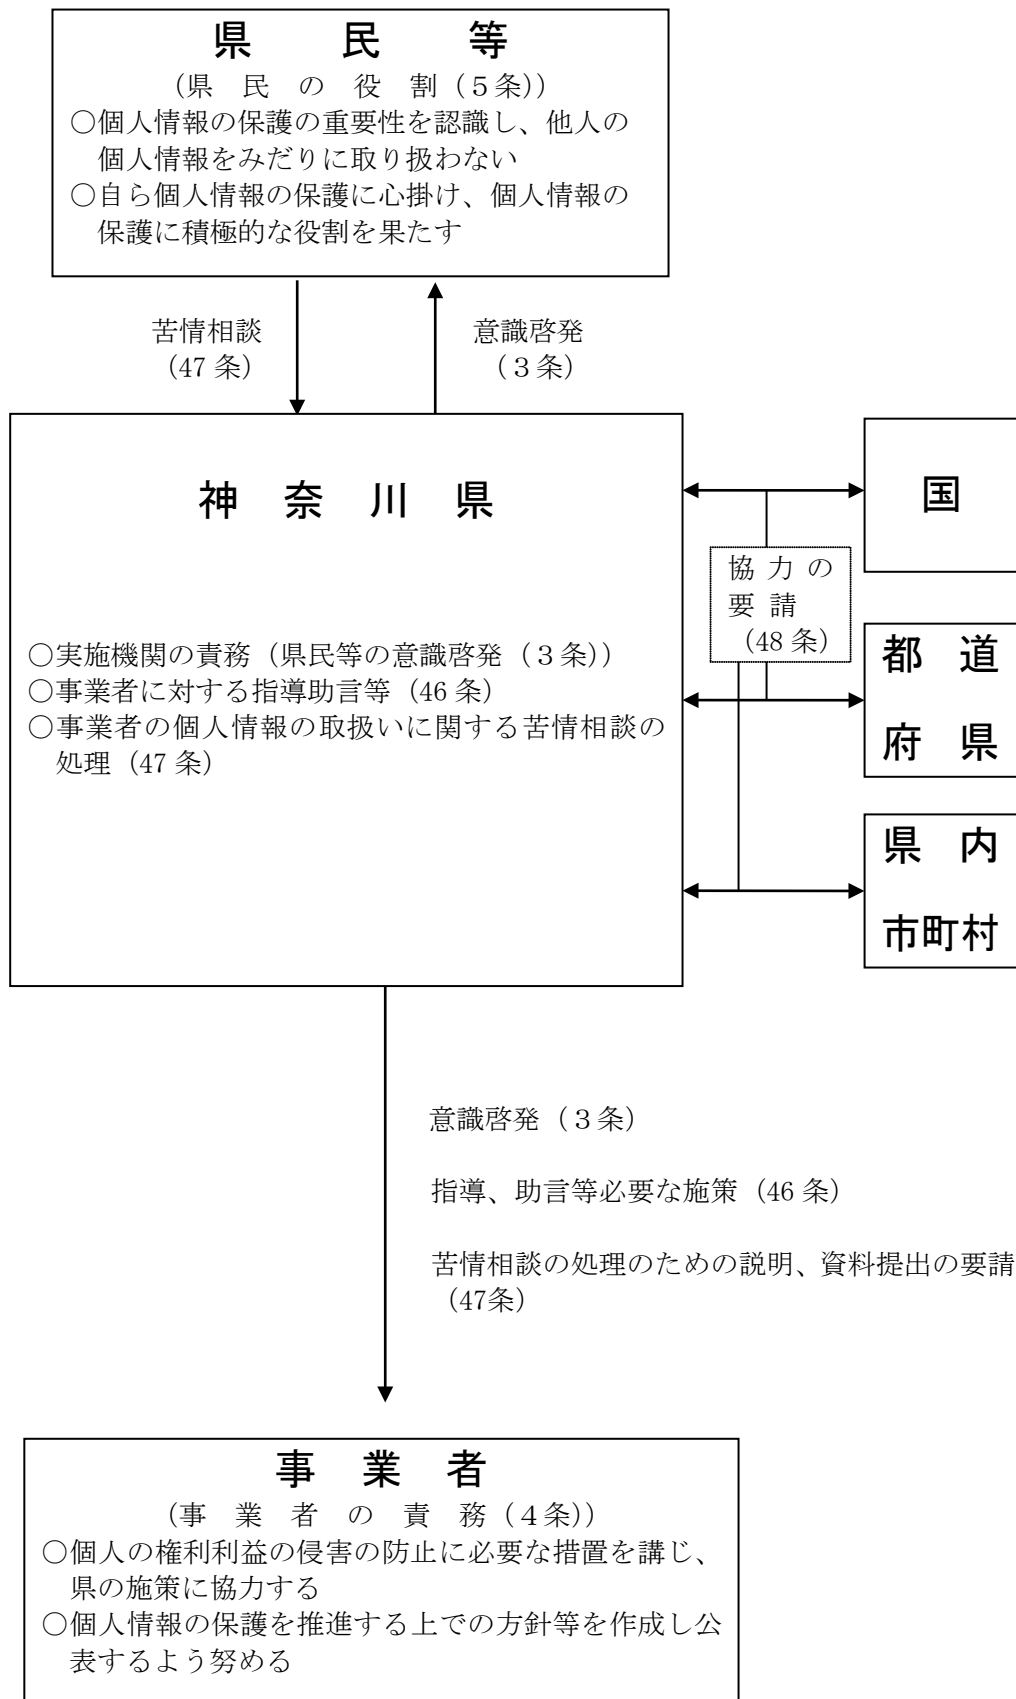 県民等
（県民の役割（５条））
○個人情報の保護の重要性を認識し、他人の
個人情報をみだりに取り扱わない
○自ら個人情報の保護に心掛け、個人情報の
保護に積極的な役割を果たす
苦情相談
（47条）
意識啓発
（３条）
神奈川県
○実施機関の責務（県民等の意識啓発（３条））
○事業者に対する指導助言等（46条）
○事業者の個人情報の取扱いに関する苦情相談の
処理（47条）
協力の
要請
（48条）
国
都道
府県
県内
市町村
意識啓発（３条）
指導、助言等必要な施策（46条）
苦情相談の処理のための説明、資料提出の要請
（47条）
事業者
（事業者の責務（４条））
○個人の権利利益の侵害の防止に必要な措置を講じ、
県の施策に協力する
○個人情報の保護を推進する上での方針等を作成し公
表するよう努める